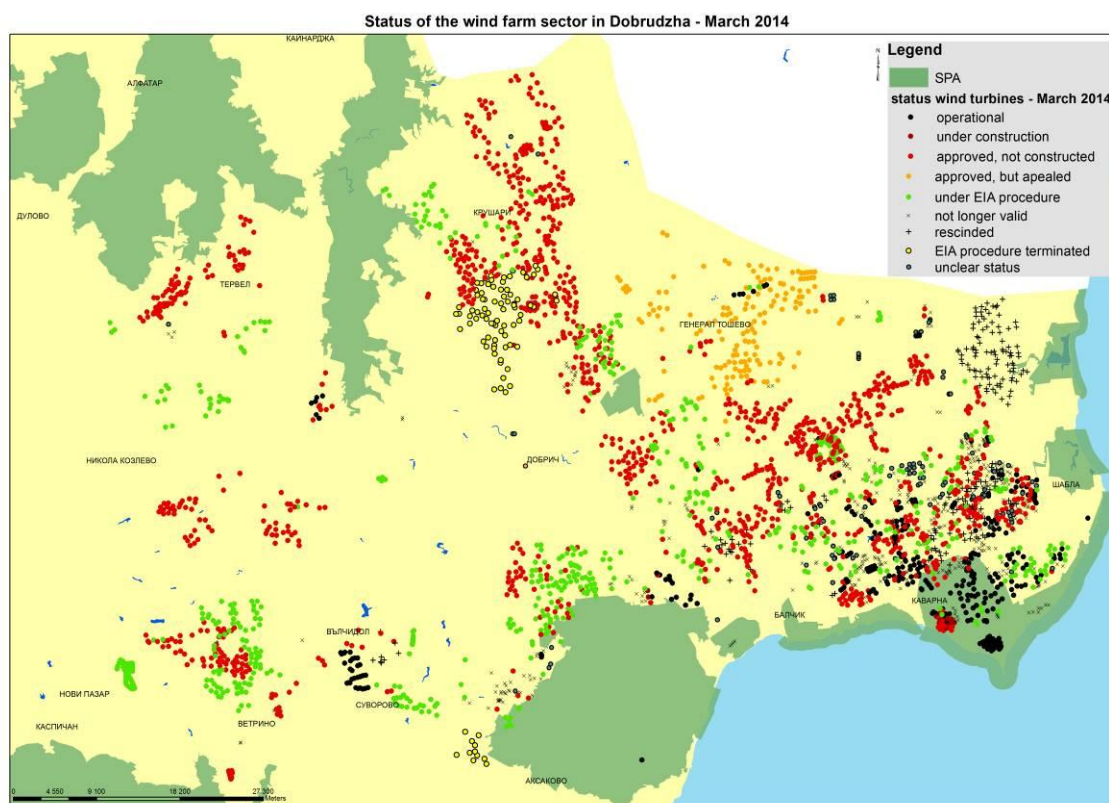 Status of the wind farm sector in Dobrudzha - March 2014
КАЙНАРДЖА
АЛФАТАР
ДУЛОВО
КРУШАРИ
ТЕРВЕЛ
ГЕНЕРАЛ ТОШЕВО
НИКОЛА КОЗЛЕВО
ДОБРИЧ
ШАБЛА
КАВАРНА
БАЛЧИК
ВЪЛЧИДОЛ
НОВИ ПАЗАР
СУВОРОВО
ВЕТРИНО
КАСПИЧАН
АКСАКОВО
Legend
SPA
status wind turbines - March 2014
operational
under construction
approved, not constructed
approved, but apealed
under EIA procedure
not longer valid
rescinded
EIA procedure terminated
unclear status
0 4 550 9 100 18 200 27 300
Meters